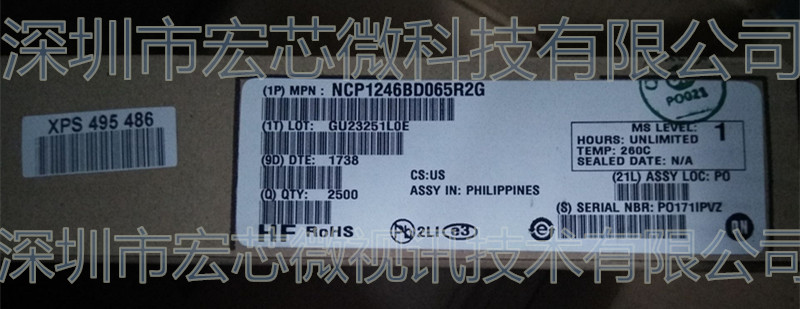 深圳市宏芯微科技有限公司
XPS 495 486
(1P) MPN : NCP1246BD065R2G
(1T) LOT: GU23251L0E
(9D) DTE: 1738
(Q) QTY: 2500
HF RoHS
CS:US
ASSY IN: PHILIPPINES
Pb 2LI e3
PO021
MS LEVEL: 1
HOURS: UNLIMITED
TEMP: 260C
SEALED DATE: N/A
(21L) ASSY LOC: PO
(S) SERIAL NBR: PO171IPVZ
ON
深圳市宏芯微视讯技术有限公司